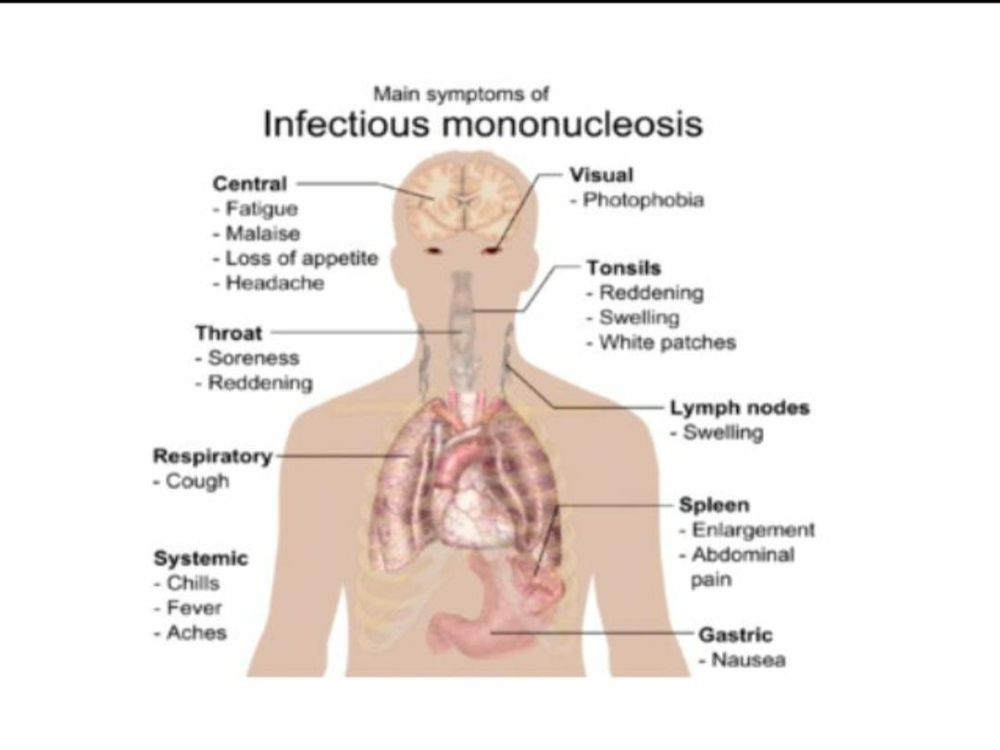 Main symptoms of
Infectious mononucleosis
Central
- Fatigue
- Malaise
- Loss of appetite
- Headache
Visual
- Photophobia
Tonsils
- Reddening
- Swelling
- White patches
Throat
- Soreness
- Reddening
Lymph nodes
- Swelling
Respiratory
- Cough
Spleen
- Enlargement
- Abdominal
pain
Systemic
- Chills
- Fever
- Aches
Gastric
- Nausea